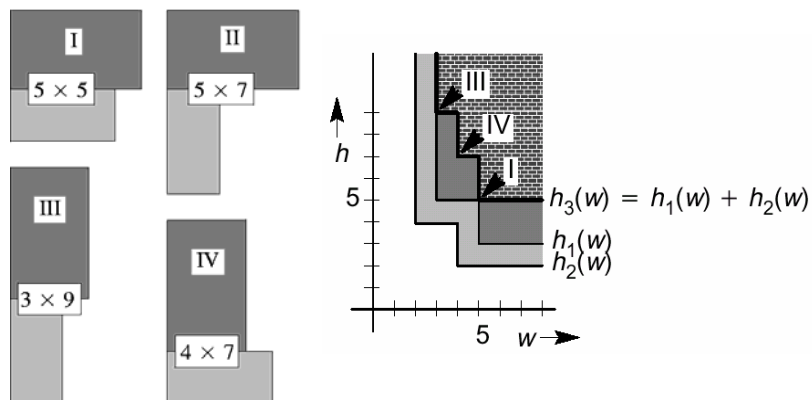 I
5 × 5
II
5 × 7
III
3 × 9
IV
4 × 7
h
5
III
IV
I
h3(w) = h1(w) + h2(w)
h1(w)
h2(w)
5
w